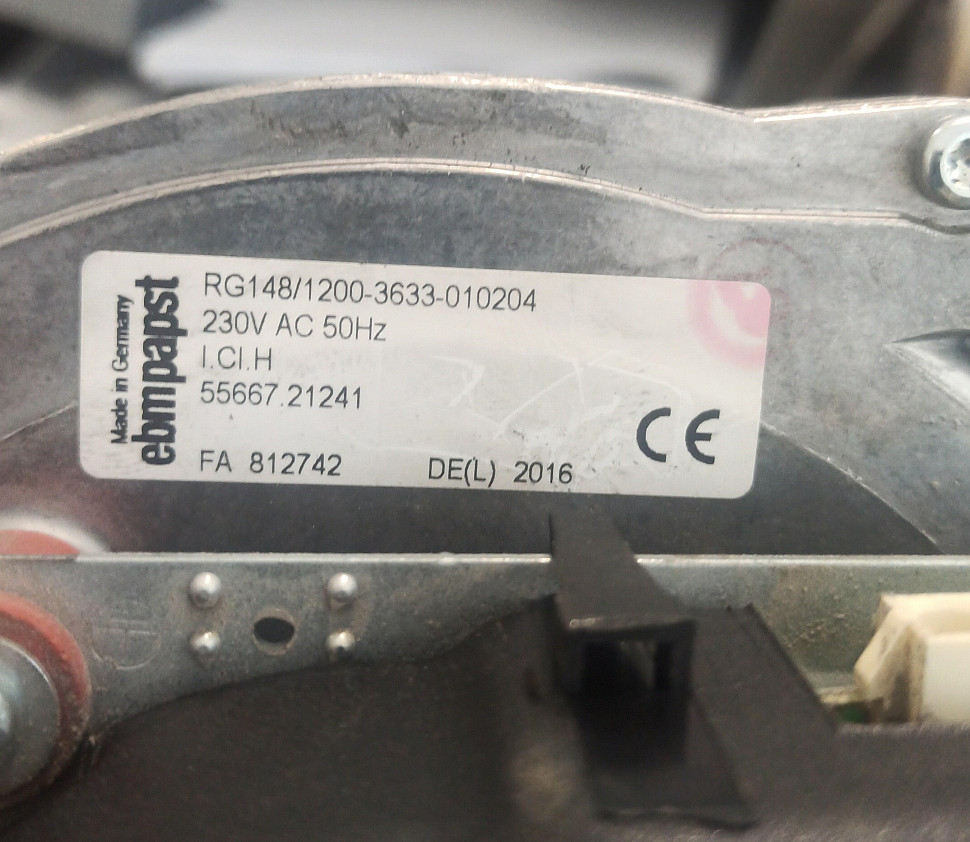 Made in Germany
ebmpapst
RG148/1200-3633-010204
230V AC 50Hz
I.Cl.H
55667.21241
FA 812742 DE(L) 2016
CE